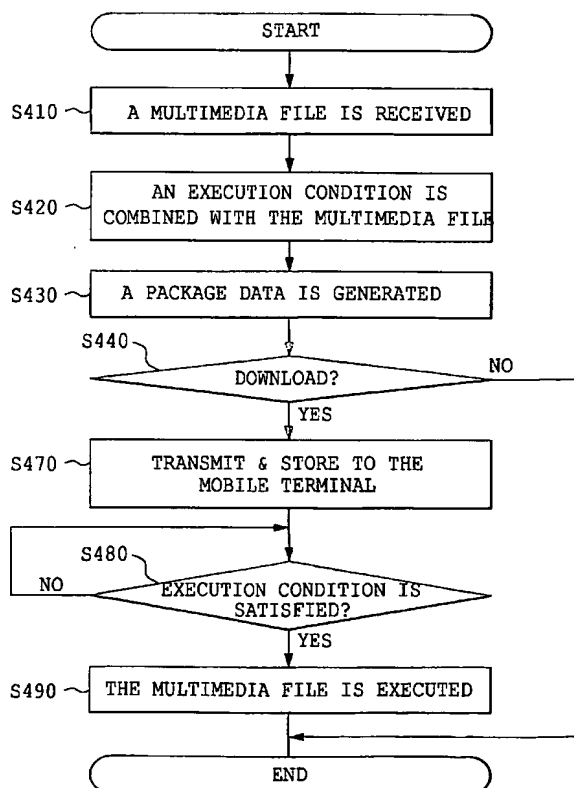 START
S410
A MULTIMEDIA FILE IS RECEIVED
S420
AN EXECUTION CONDITION IS
COMBINED WITH THE MULTIMEDIA FILE
S430
A PACKAGE DATA IS GENERATED
S440
DOWNLOAD?
NO
YES
S470
TRANSMIT & STORE TO THE
MOBILE TERMINAL
S480
NO
EXECUTION CONDITION IS
SATISFIED?
YES
S490
THE MULTIMEDIA FILE IS EXECUTED
END